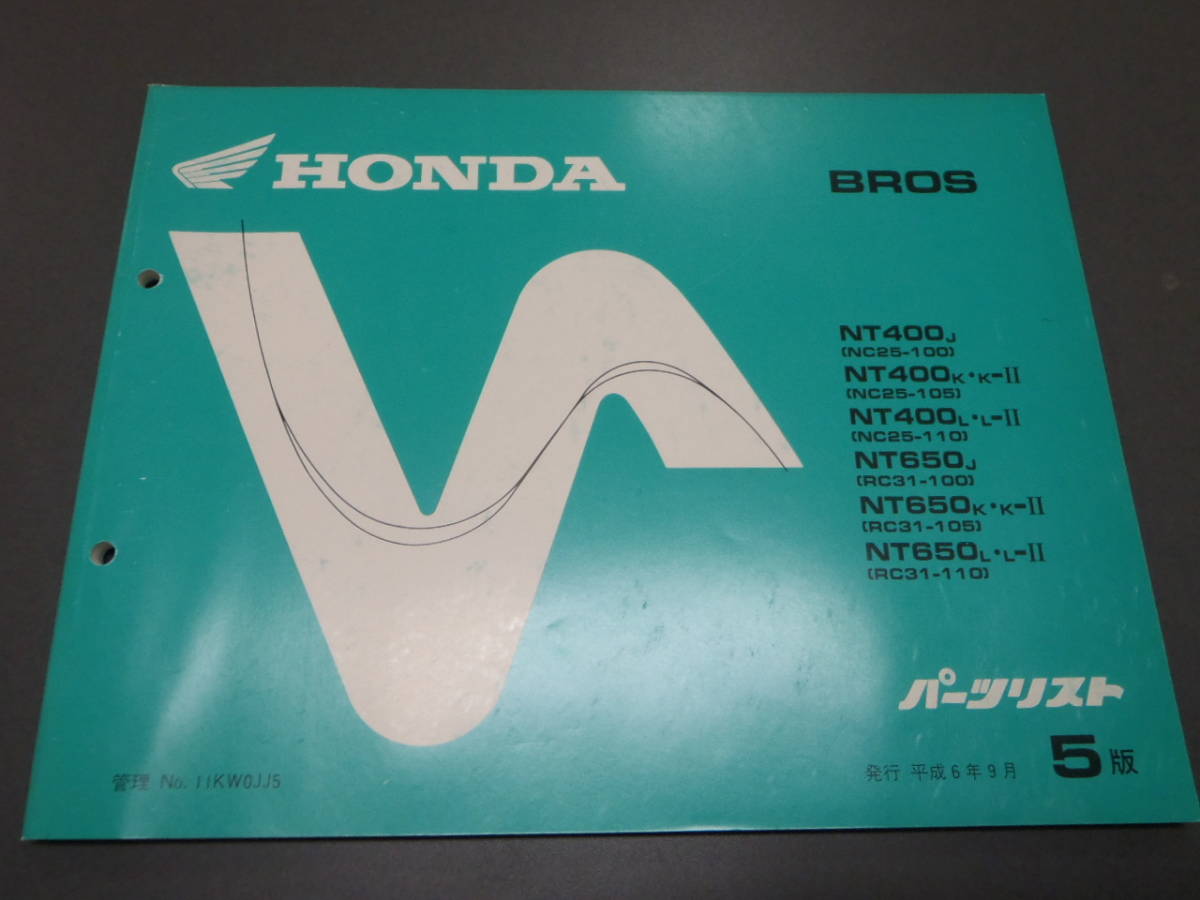 HONDA
BROS
NT400J
(NC25-100)
NT400K・K-II
(NC25-105)
NT400L・L-II
(NC25-110)
NT650J
(RC31-100)
NT650K・K-II
(RC31-105)
NT650L・L-II
(RC31-110)
パーツリスト
管理 No. 11KW0JJ5
発行 平成6年9月 5版